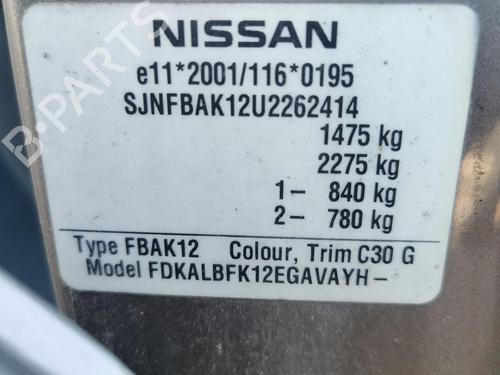 NISSAN
e11*2001/116*0195
SJNFBAK12U2262414
1475 kg
2275 kg
1– 840 kg
2– 780 kg
Type FBAK12 Colour, Trim C30 G
Model FDKALBFK12EGAVAYH–